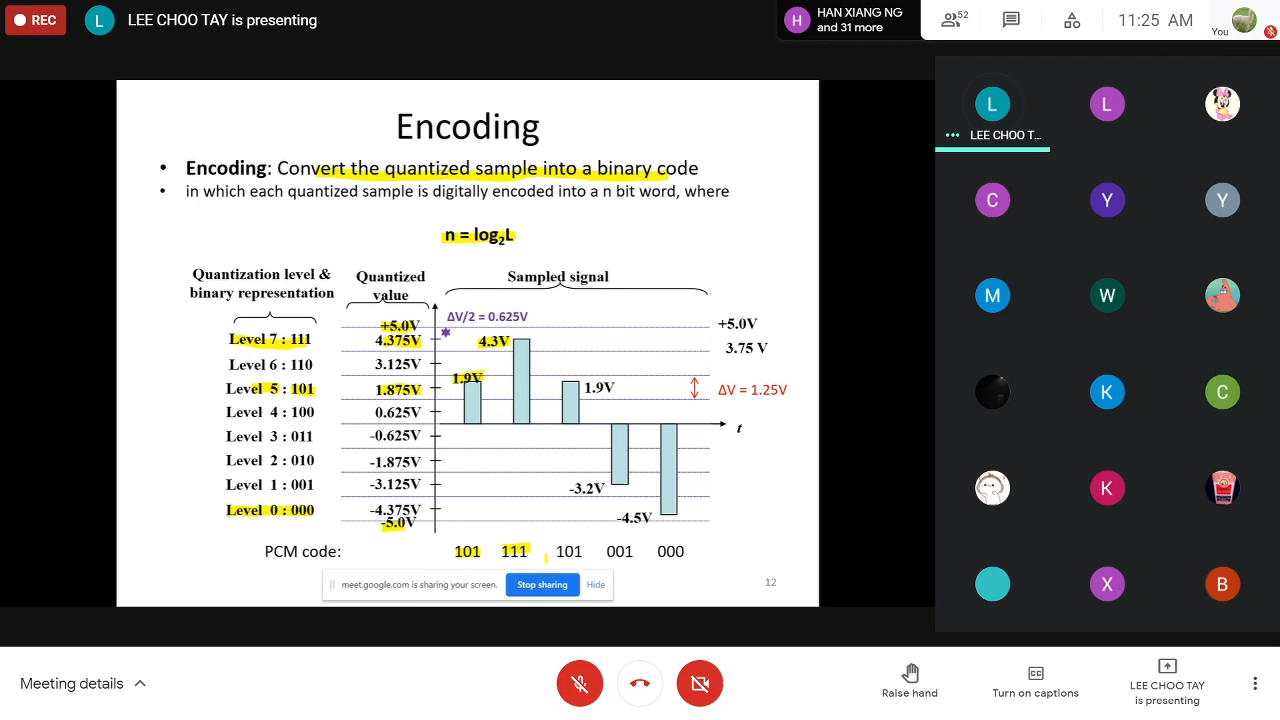 REC
L
LEE CHOO TAY is presenting
H
HAN XIANG NG
and 31 more
52
11:25 AM
You
Encoding
• Encoding: Convert the quantized sample into a binary code
• in which each quantized sample is digitally encoded into a n bit word, where
n = log₂L
Quantization level &
binary representation
Quantized
value
Sampled signal
ΔV/2 = 0.625V
+5.0V
+5.0V
Level 7 : 111
4.375V
4.3V
3.75 V
Level 6 : 110
3.125V
1.9V
Level 5 : 101
1.875V
1.9V
ΔV = 1.25V
Level 4 : 100
0.625V
t
Level 3 : 011
-0.625V
Level 2 : 010
-1.875V
Level 1 : 001
-3.125V
-3.2V
Level 0 : 000
-4.375V
-4.5V
-5.0V
PCM code:
101 111 101 001 000
meet.google.com is sharing your screen.
Stop sharing
Hide
12
L
LEE CHOO T...
L
C
Y
Y
M
W
K
C
K
X
B
Meeting details
Raise hand
CC
Turn on captions
LEE CHOO TAY
is presenting